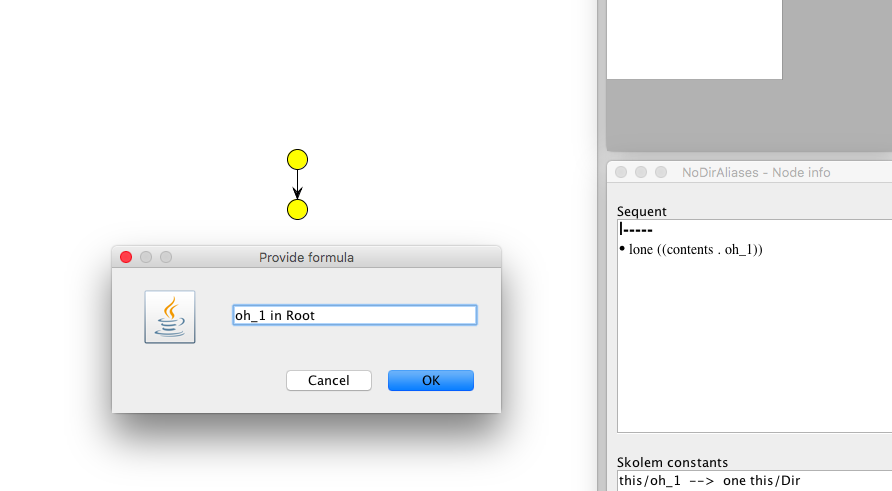 Provide formula
oh_1 in Root
Cancel
OK
NoDirAliases - Node info
Sequent
|-----
• lone ((contents . oh_1))
Skolem constants
this/oh_1 --> one this/Dir